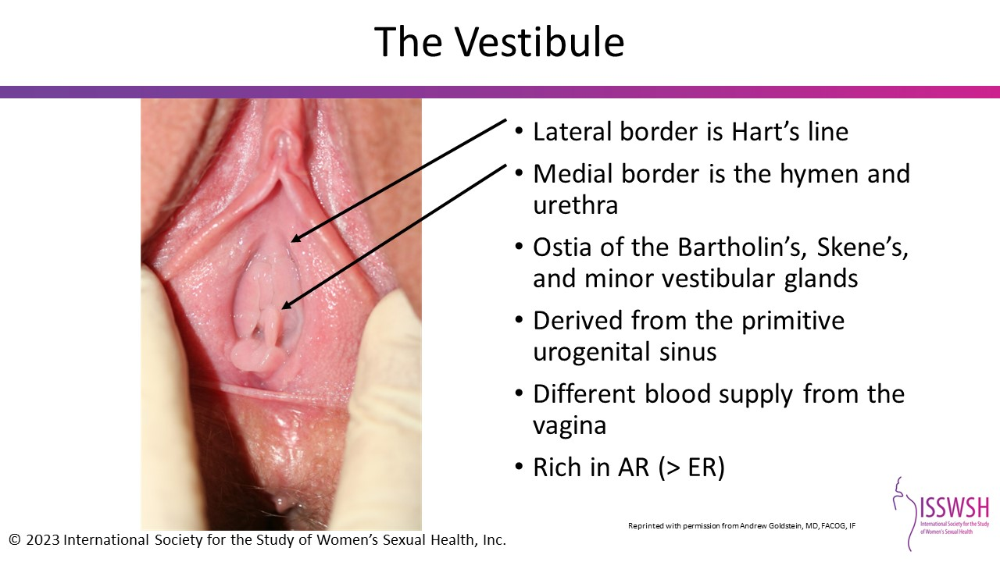 The Vestibule
• Lateral border is Hart’s line
• Medial border is the hymen and
urethra
• Ostia of the Bartholin’s, Skene’s,
and minor vestibular glands
• Derived from the primitive
urogenital sinus
• Different blood supply from the
vagina
• Rich in AR (> ER)
ISSWSH
International Society for the Study
of Women’s Sexual Health
Reprinted with permission from Andrew Goldstein, MD, FACOG, IF
© 2023 International Society for the Study of Women’s Sexual Health, Inc.